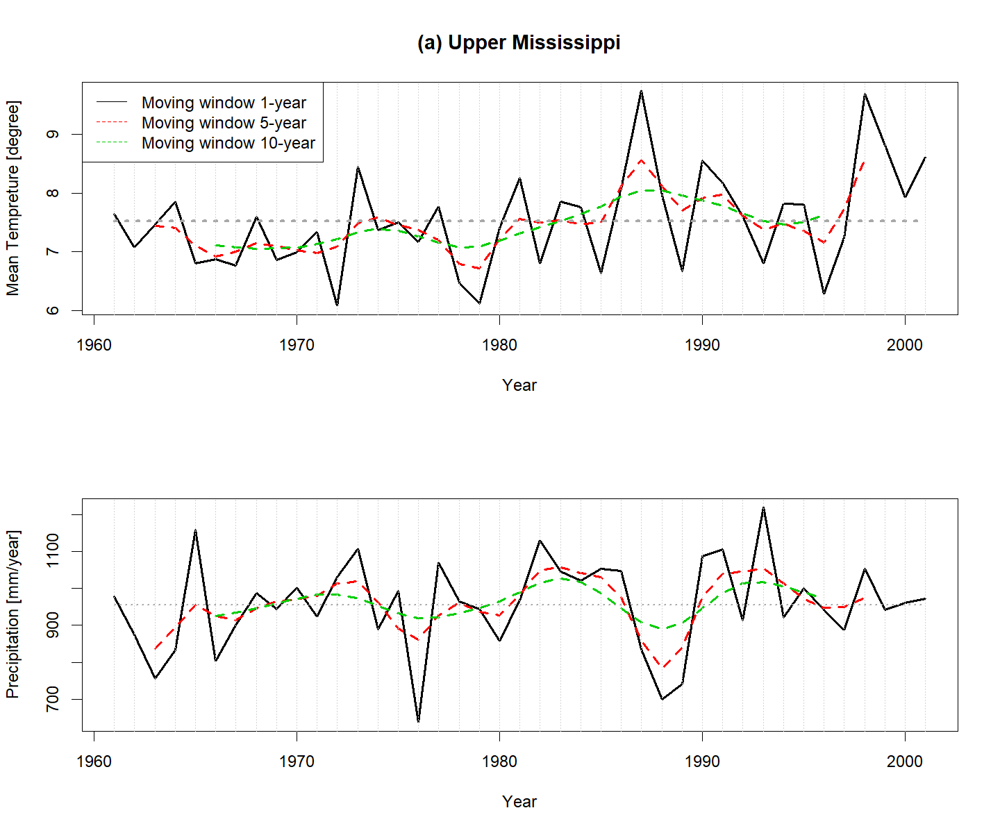 (a) Upper Mississippi
Moving window 1-year
Moving window 5-year
Moving window 10-year
Mean Tempreture [degree]
9
8
7
6
1960 1970 1980 1990 2000
Year
Precipitation [mm/year]
1100
900
700
1960 1970 1980 1990 2000
Year